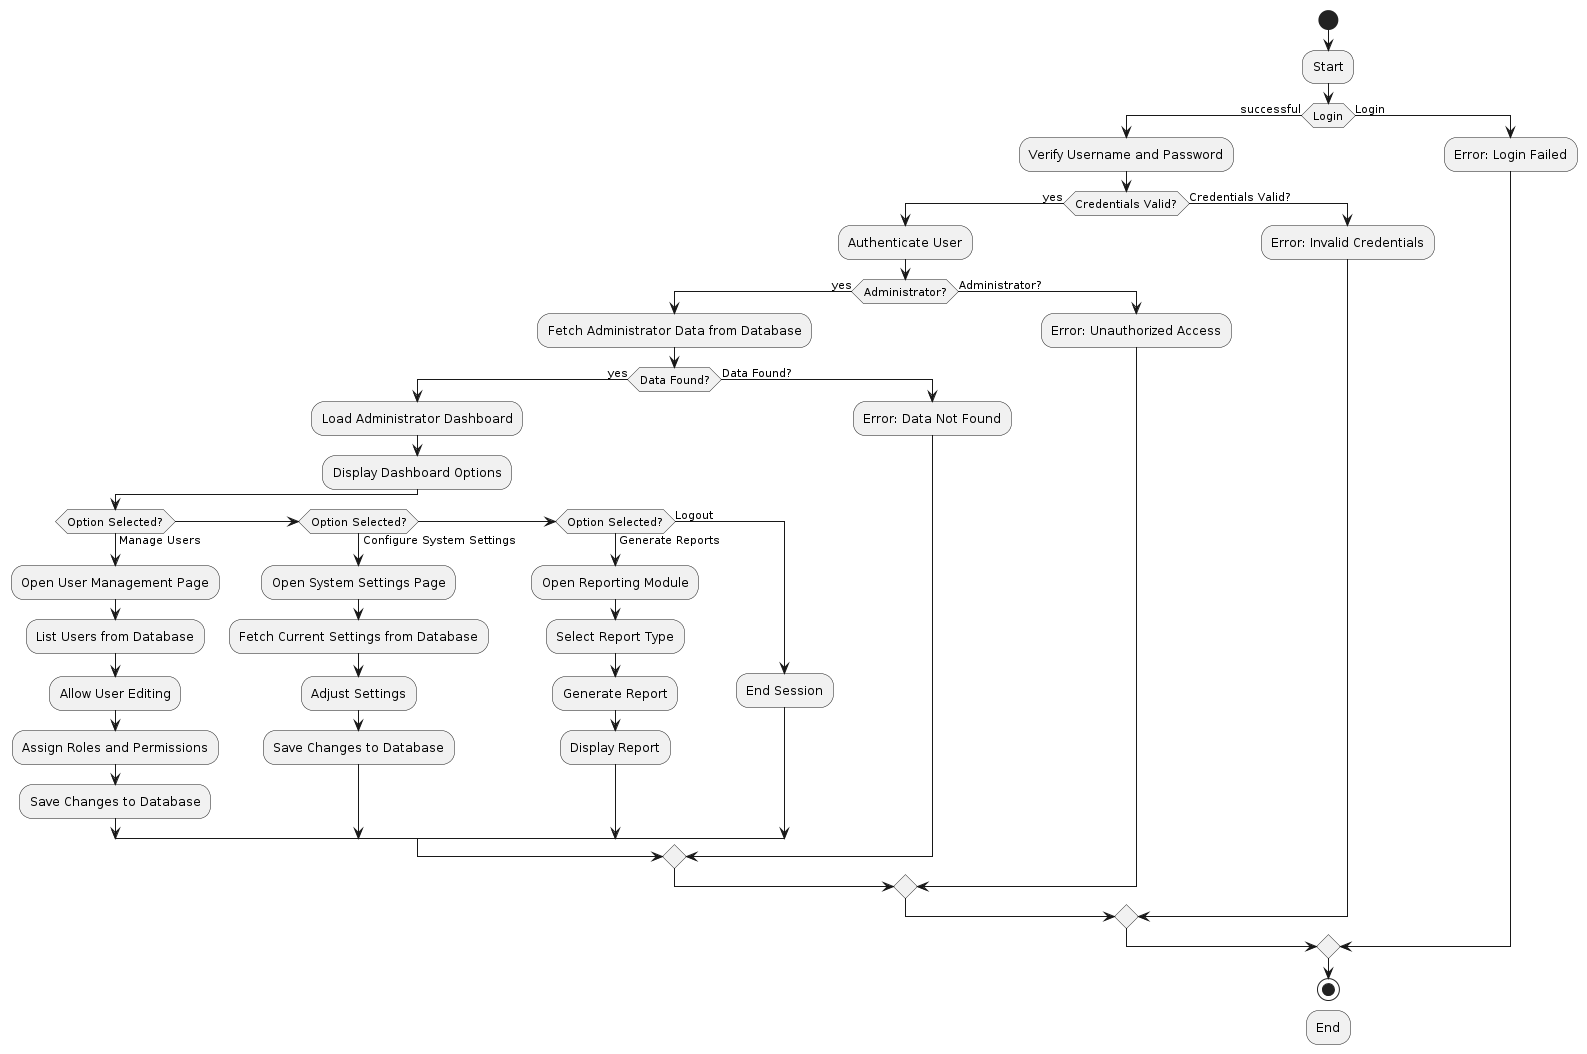 Start
successful
Login
Login
Verify Username and Password
Error: Login Failed
yes
Credentials Valid?
Credentials Valid?
Authenticate User
Error: Invalid Credentials
yes
Administrator?
Administrator?
Fetch Administrator Data from Database
Error: Unauthorized Access
yes
Data Found?
Data Found?
Load Administrator Dashboard
Error: Data Not Found
Display Dashboard Options
Option Selected?
Option Selected?
Option Selected?
Logout
Manage Users
Configure System Settings
Generate Reports
Open User Management Page
Open System Settings Page
Open Reporting Module
List Users from Database
Fetch Current Settings from Database
Select Report Type
Allow User Editing
Adjust Settings
Generate Report
End Session
Assign Roles and Permissions
Save Changes to Database
Display Report
Save Changes to Database
End